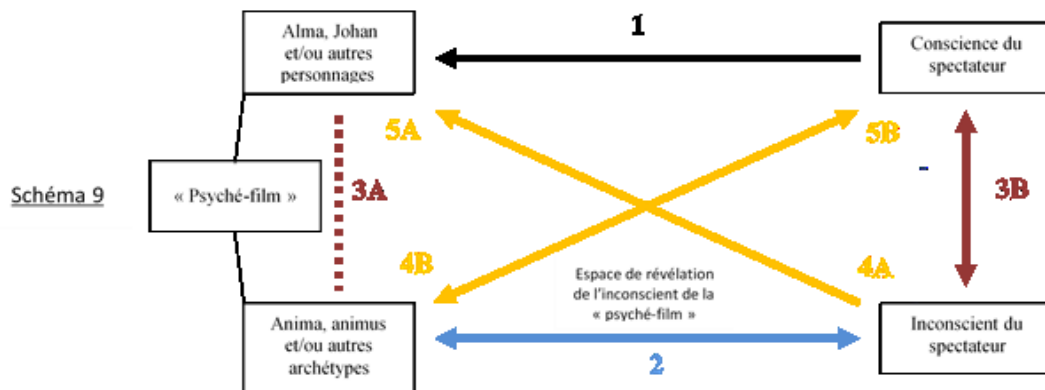 Alma, Johan
et/ou autres
personnages
1
Conscience du
spectateur
5A
5B
Schéma 9
« Psyché-film »
3A
-
3B
4B
Espace de révélation
de l'inconscient de la
« psyché-film »
4A
Anima, animus
et/ou autres
archétypes
2
Inconscient du
spectateur